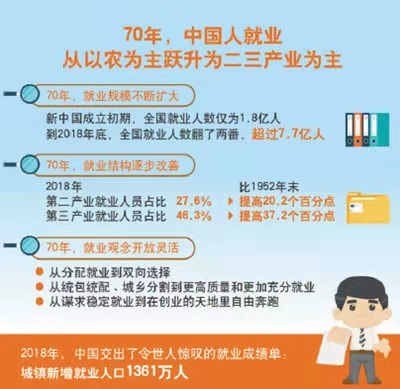 70年，中国人就业
从以农为主跃升为二三产业为主
70年，就业规模不断扩大
新中国成立初期，全国就业人数仅为1.8亿人
到2018年底，全国就业人数翻了两番，超过7.7亿人
70年，就业结构逐步改善
2018年 比1952年末
第二产业就业人员占比 27.6% 提高20.2个百分点
第三产业就业人员占比 46.3% 提高37.2个百分点
70年，就业观念开放灵活
从分配就业到双向选择
从统包统配、城乡分割到更高质量和更加充分就业
从谋求稳定就业到在创业的天地里自由奔跑
2018年，中国交出了令世人惊叹的就业成绩单：
城镇新增就业人口1361万人